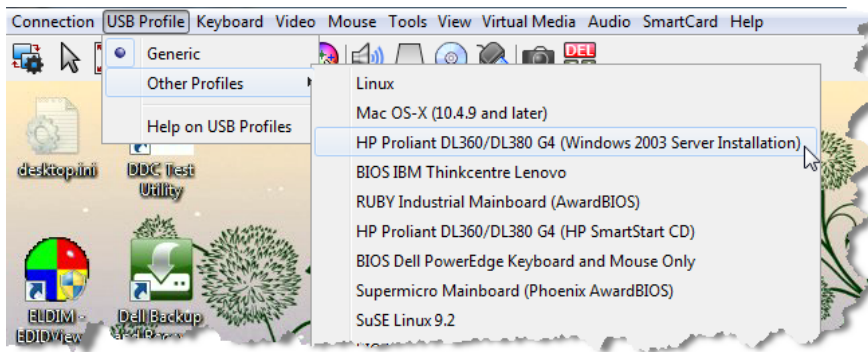 Connection USB Profile Keyboard Video Mouse Tools View Virtual Media Audio SmartCard Help
DEL
Generic
Other Profiles
Help on USB Profiles
Linux
Mac OS-X (10.4.9 and later)
HP Proliant DL360/DL380 G4 (Windows 2003 Server Installation)
BIOS IBM Thinkcentre Lenovo
RUBY Industrial Mainboard (AwardBIOS)
HP Proliant DL360/DL380 G4 (HP SmartStart CD)
BIOS Dell PowerEdge Keyboard and Mouse Only
Supermicro Mainboard (Phoenix AwardBIOS)
SuSE Linux 9.2
desktop.ini
DDC Test
Utility
ELDIM -
EDIDView
Dell Backup
and